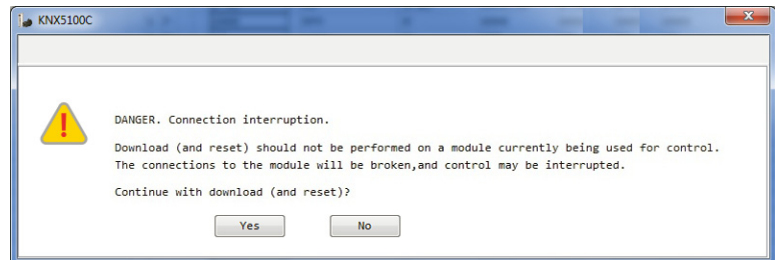 KNX5100C
DANGER. Connection interruption.
Download (and reset) should not be performed on a module currently being used for control.
The connections to the module will be broken,and control may be interrupted.
Continue with download (and reset)?
Yes
No